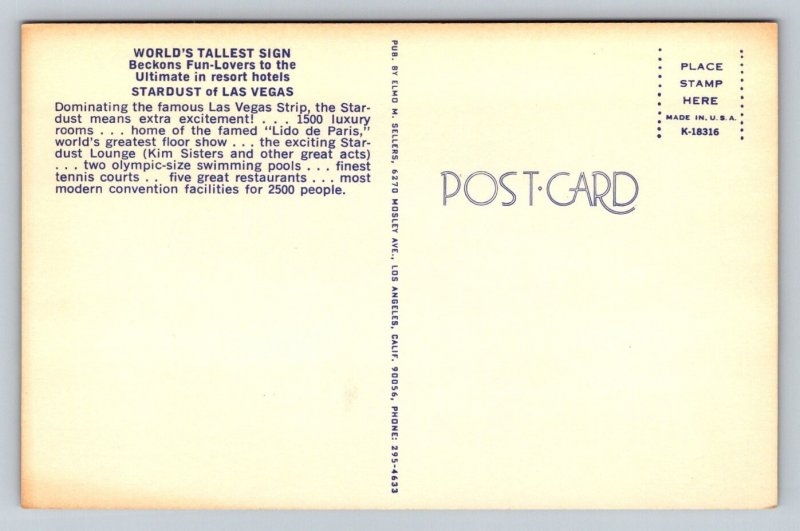 WORLD'S TALLEST SIGN
Beckons Fun-Lovers to the
Ultimate in resort hotels
STARDUST of LAS VEGAS
Dominating the famous Las Vegas Strip, the Star-
dust means extra excitement! . . . 1500 luxury
rooms . . . home of the famed "Lido de Paris,"
world's greatest floor show . . . the exciting Star-
dust Lounge (Kim Sisters and other great acts)
. . . two olympic-size swimming pools . . . finest
tennis courts . . five great restaurants . . . most
modern convention facilities for 2500 people.
PUB. BY ELMO M. SELLERS, 6270 MOSLEY AVE., LOS ANGELES, CALIF. 90056, PHONE: 295-4633
POST·CARD
PLACE
STAMP
HERE
MADE IN U.S.A.
K-18316